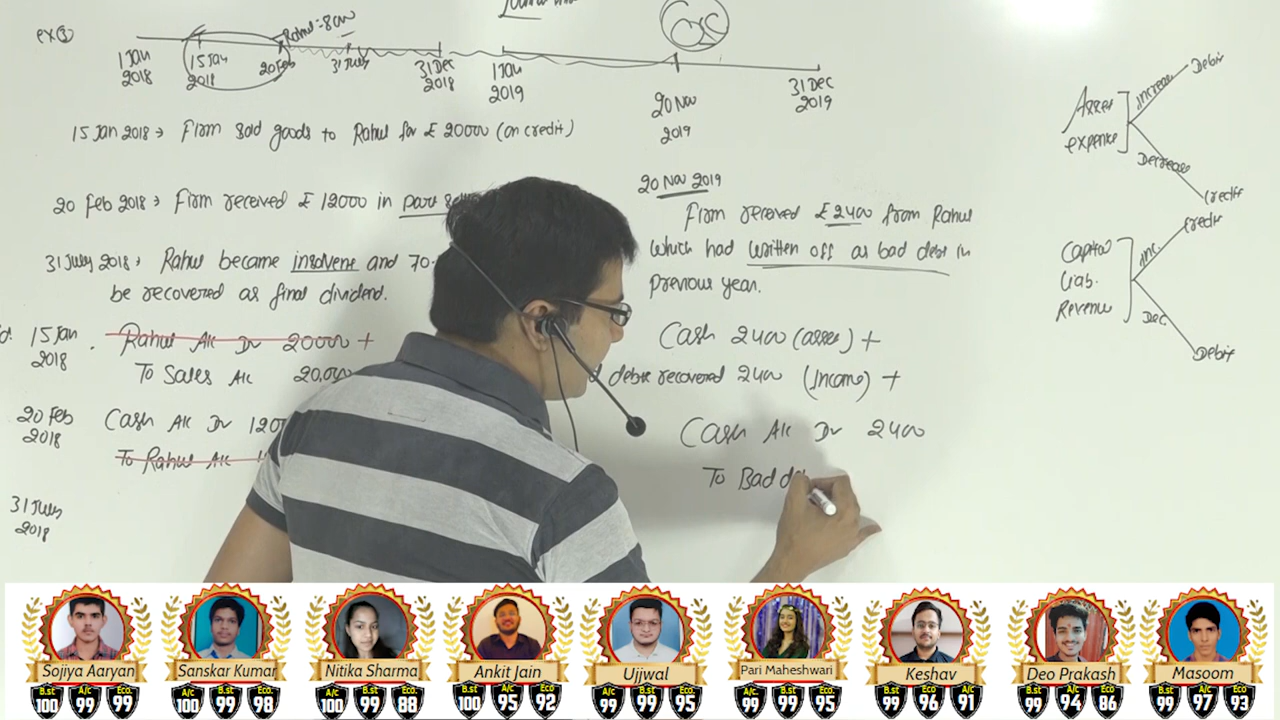 ex ③
Rahul = 8000
1 Jan 2018
15 Jan 2018
20 Feb
31 July
31 Dec 2018
1 Jan 2019
20 Nov 2019
31 Dec 2019
15 Jan 2018 → Firm sold goods to Rahul for £ 20000 (on credit)
20 Feb 2018 → Firm received £ 12000 in part
31 July 2018 → Rahul became insolvent and 70
be recovered as final dividend.
15 Jan 2018
Rahul A/c Dr 20000 +
To Sales A/c 20,000
20 Feb 2018
Cash A/c Dr 120
To Rahul A/c
31 July 2018
20 Nov 2019
Firm received £ 2400 from Rahul
which had written off as bad debt in
previous year.
Cash 2400 (asset) +
debts recovered 2400 (Income) +
Cash A/c Dr 2400
To Bad d
Asset
expense
increase
Debit
Decrease
Credit
Capital
Liab.
Revenue
Inc.
Credit
Dec.
Debit
Sojiya Aaryan
B.st A/c Eco.
100 99 99
Sanskar Kumar
B.st A/c Eco.
100 99 98
Nitika Sharma
B.st A/c Eco.
100 99 88
Ankit Jain
B.st A/c Eco.
100 95 92
Ujjwal
A/c B.st Eco.
99 99 95
Pari Maheshwari
A/c B.st Eco.
99 99 95
Keshav
B.st A/c Eco.
99 96 91
Deo Prakash
B.st A/c Eco.
99 94 86
Masoom
B.st A/c Eco.
99 97 93